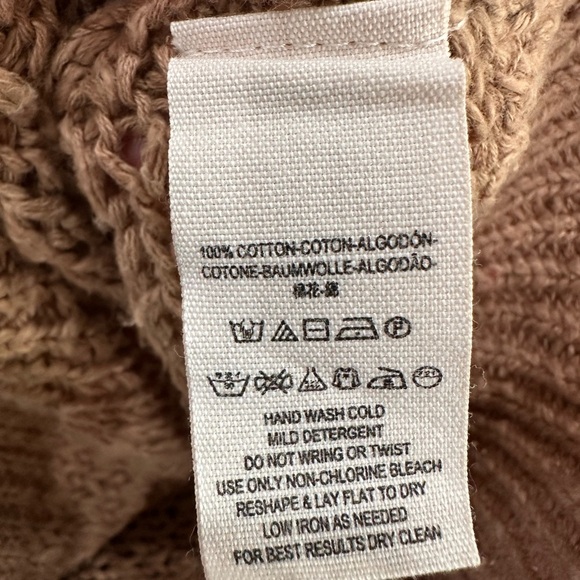 100% COTTON-COTON-ALGODÓN-
COTONE-BAUMWOLLE-ALGODÃO-
棉花-綿
HAND WASH COLD
MILD DETERGENT
DO NOT WRING OR TWIST
USE ONLY NON-CHLORINE BLEACH
RESHAPE & LAY FLAT TO DRY
LOW IRON AS NEEDED
FOR BEST RESULTS DRY CLEAN